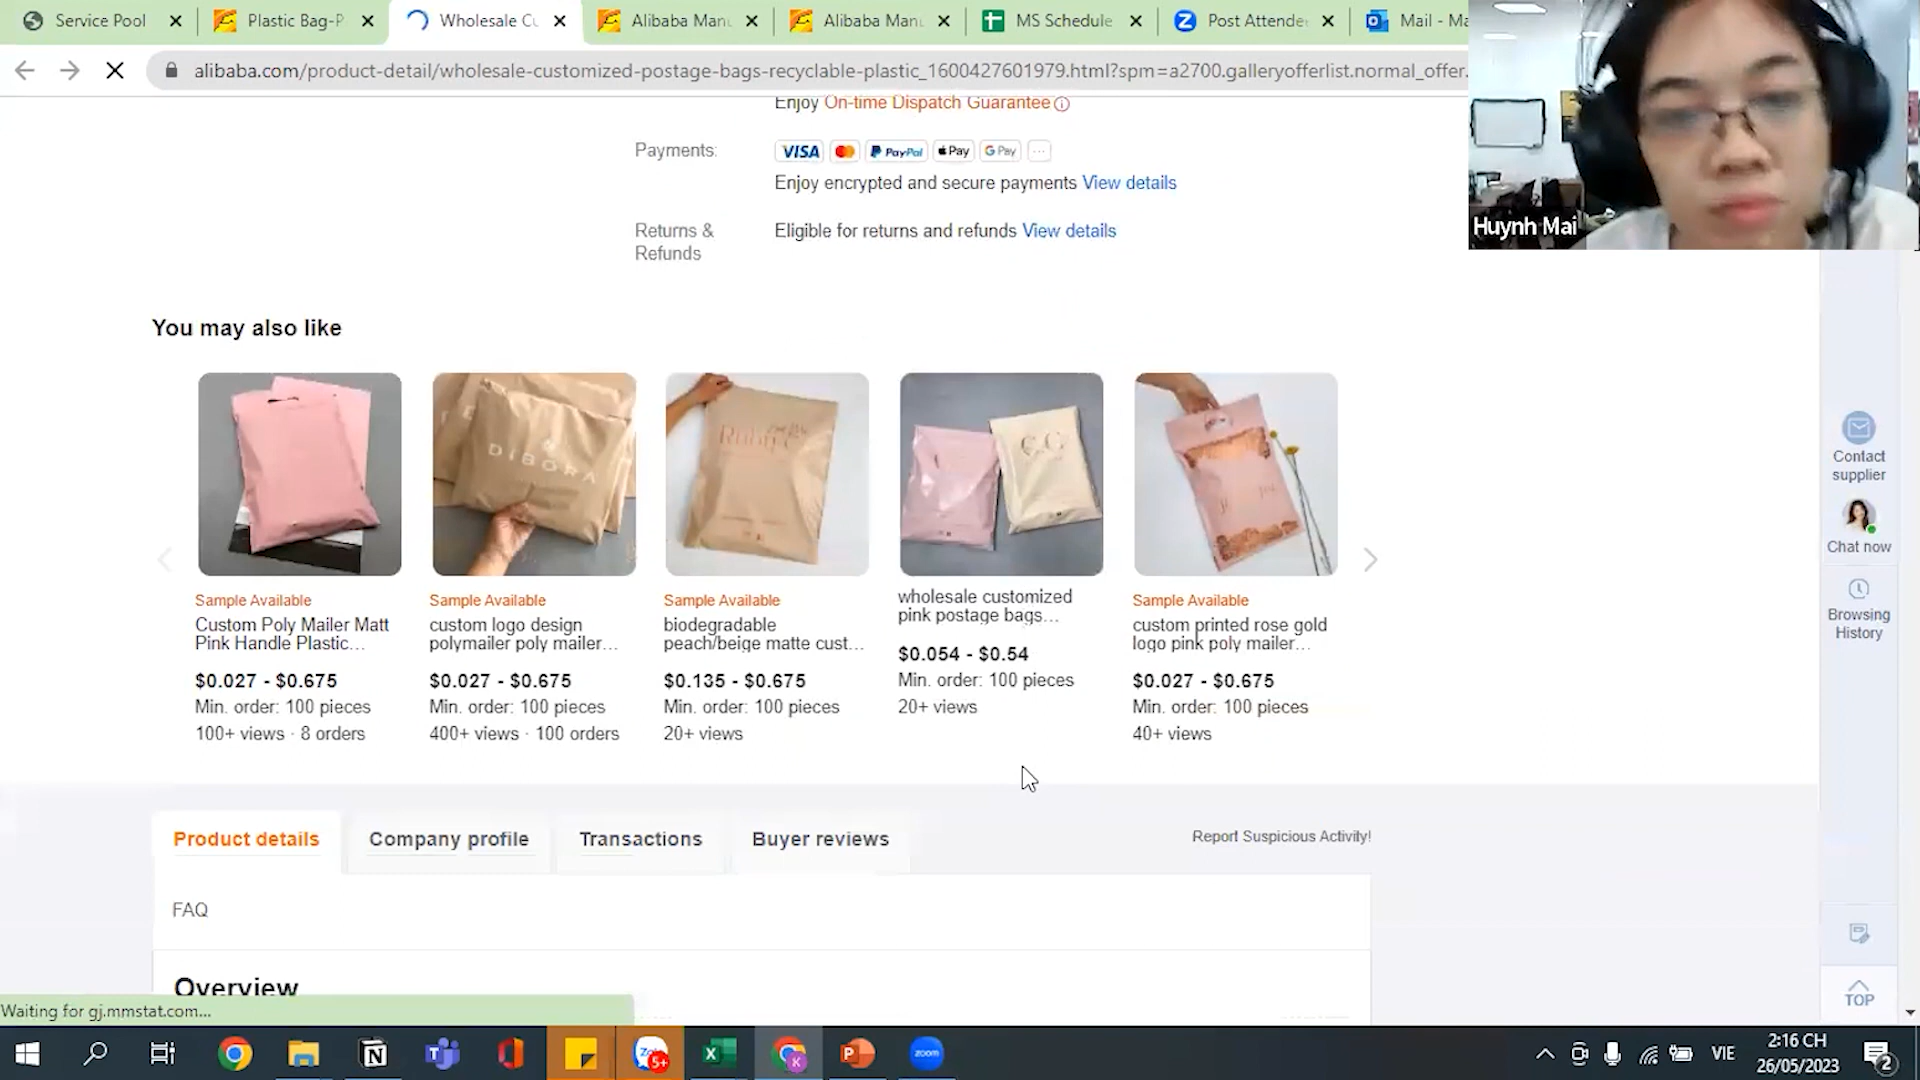 Service Pool
Plastic Bag-P
Wholesale Cu
Alibaba Man
Alibaba Man
MS Schedule
Post Attende
Mail - Ma
alibaba.com/product-detail/wholesale-customized-postage-bags-recyclable-plastic_1600427601979.html?spm=a2700.galleryofferlist.normal_offer.
Huynh Mai
Enjoy On-time Dispatch Guarantee
Payments:
VISA PayPal Pay G Pay ...
Enjoy encrypted and secure payments View details
Returns & Refunds
Eligible for returns and refunds View details
You may also like
DIBORA
Sample Available
Custom Poly Mailer Matt
Pink Handle Plastic...
$0.027 - $0.675
Min. order: 100 pieces
100+ views · 8 orders
Sample Available
custom logo design
polymailer poly mailer...
$0.027 - $0.675
Min. order: 100 pieces
400+ views · 100 orders
Sample Available
biodegradable
peach/beige matte cust...
$0.135 - $0.675
Min. order: 100 pieces
20+ views
wholesale customized
pink postage bags...
$0.054 - $0.54
Min. order: 100 pieces
20+ views
Sample Available
custom printed rose gold
logo pink poly mailer...
$0.027 - $0.675
Min. order: 100 pieces
40+ views
Contact
supplier
Chat now
Browsing
History
TOP
Product details
Company profile
Transactions
Buyer reviews
Report Suspicious Activity!
FAQ
Overview
Waiting for gj.mmstat.com...
5+
zoom
VIE
2:16 CH
26/05/2023
2